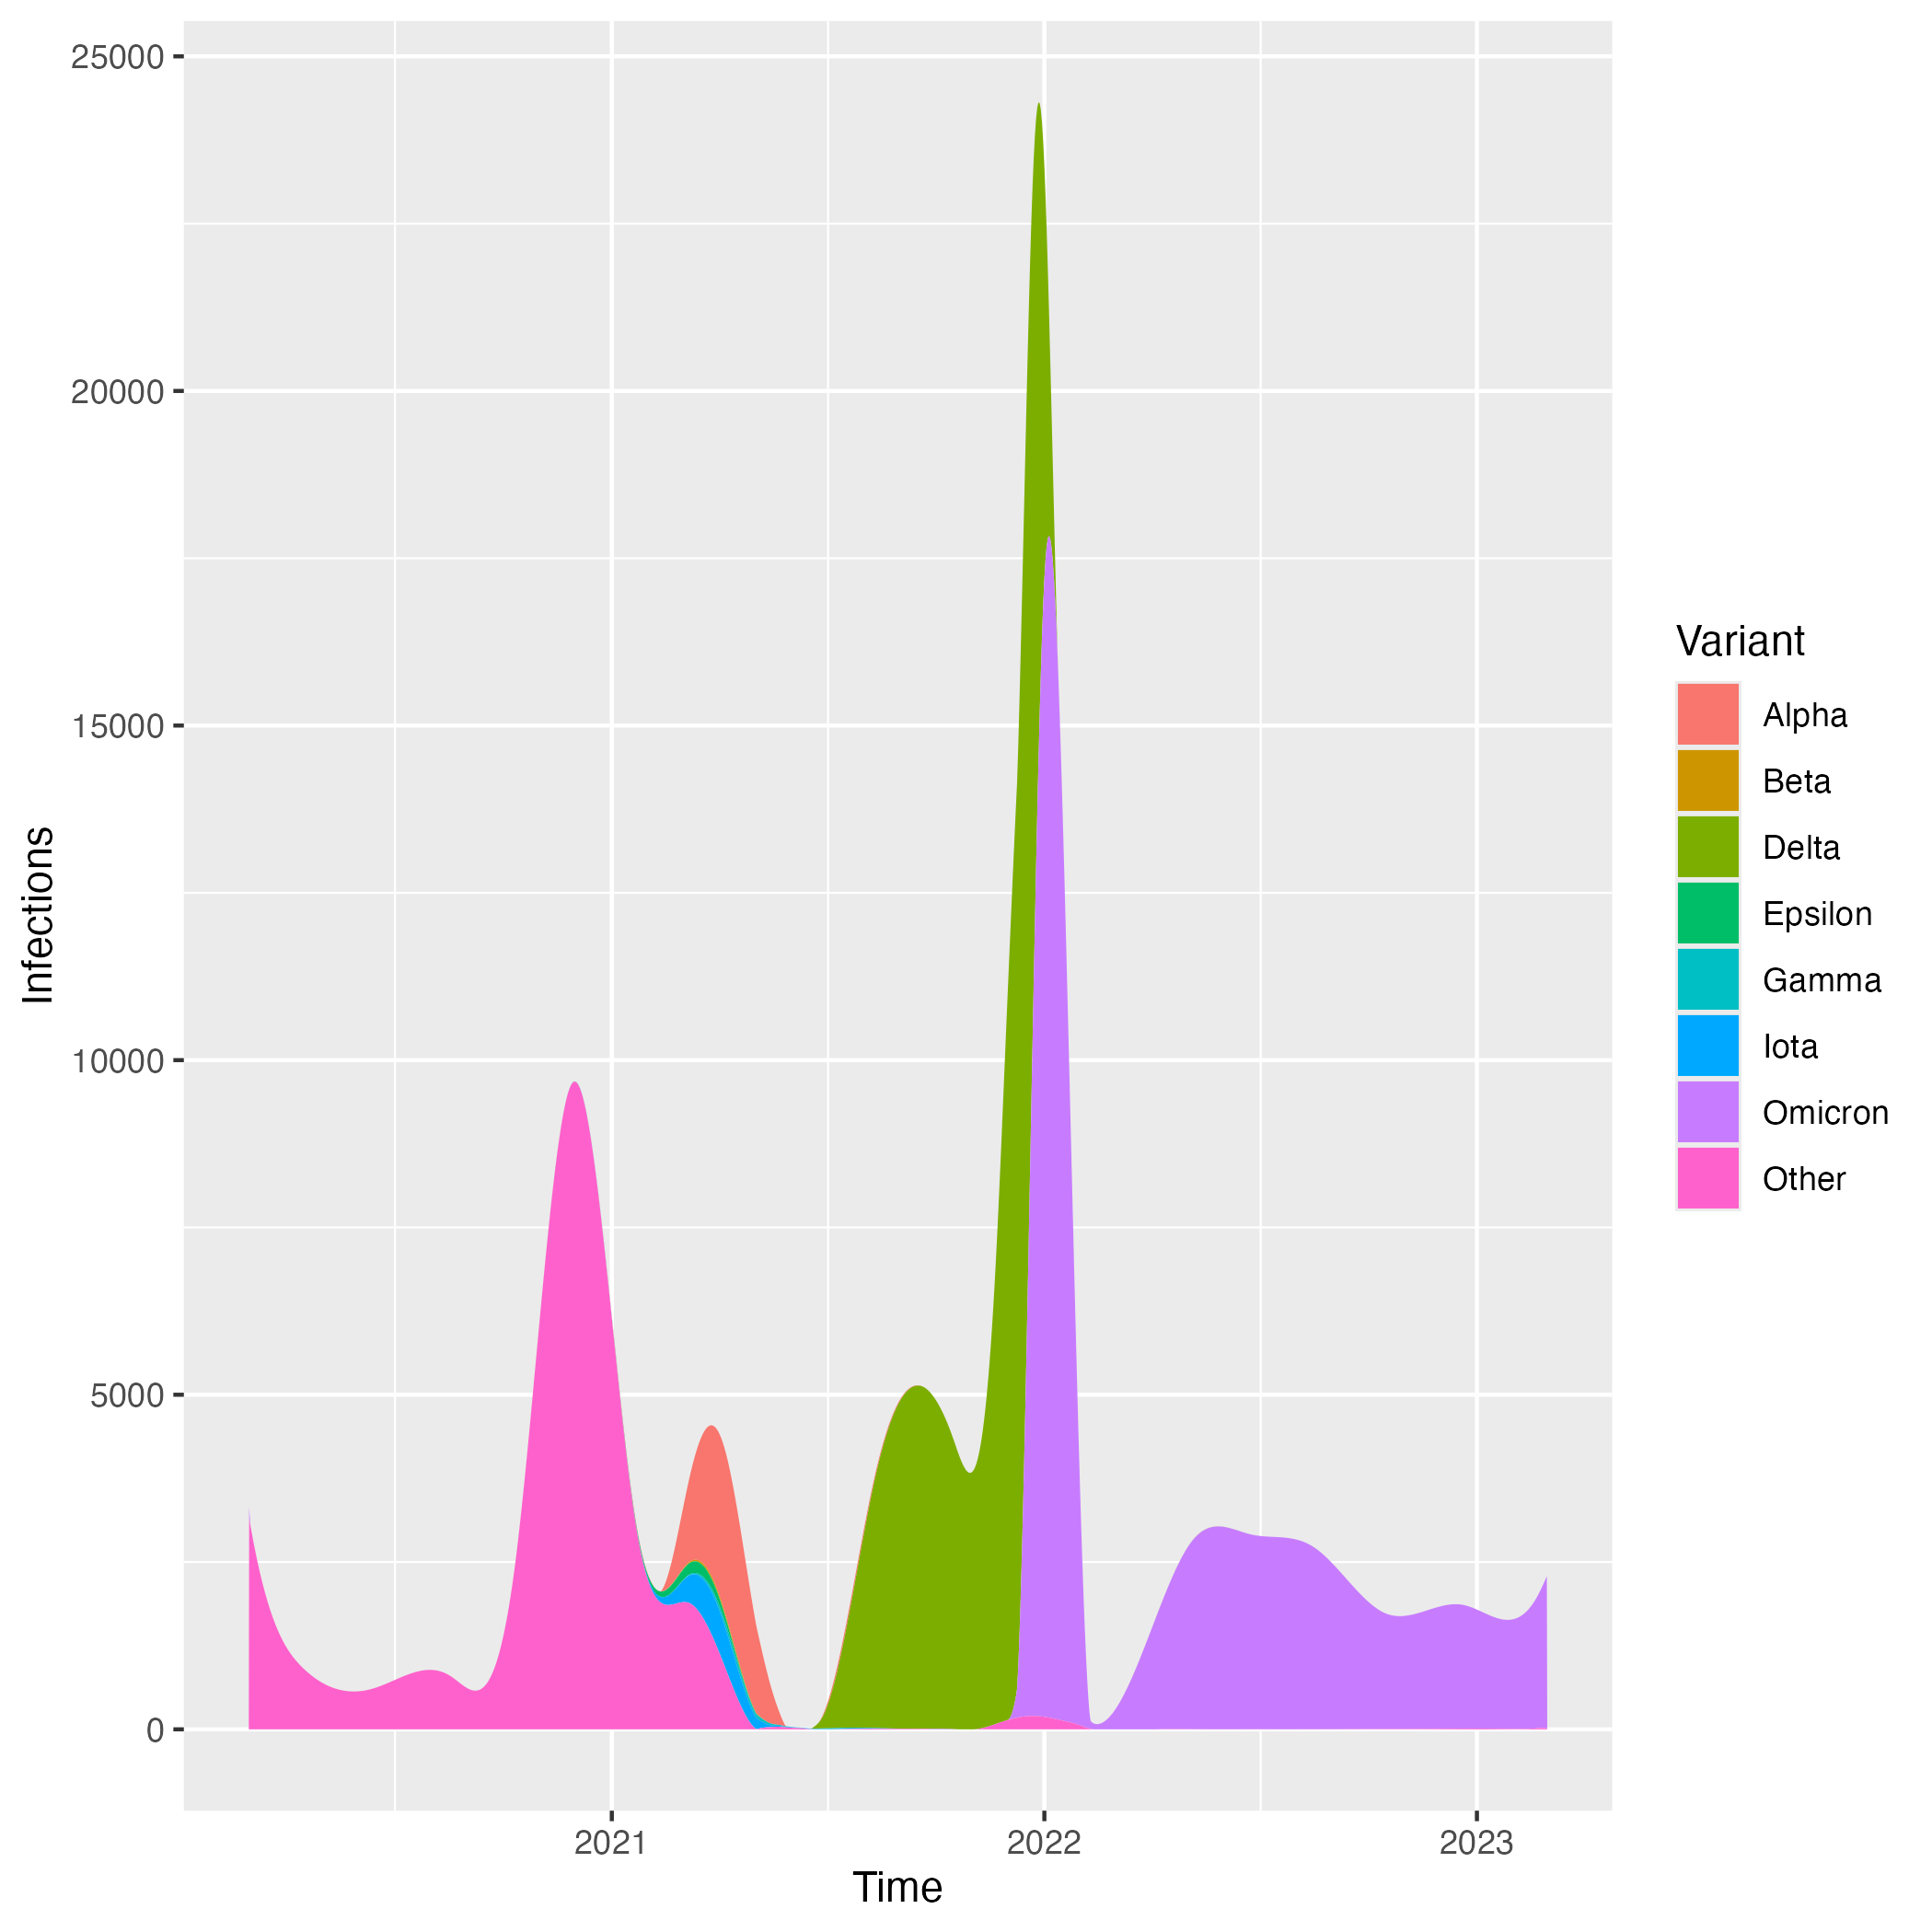 25000
20000
15000
10000
5000
0
Infections
2021
2022
2023
Time
Variant
Alpha
Beta
Delta
Epsilon
Gamma
Iota
Omicron
Other